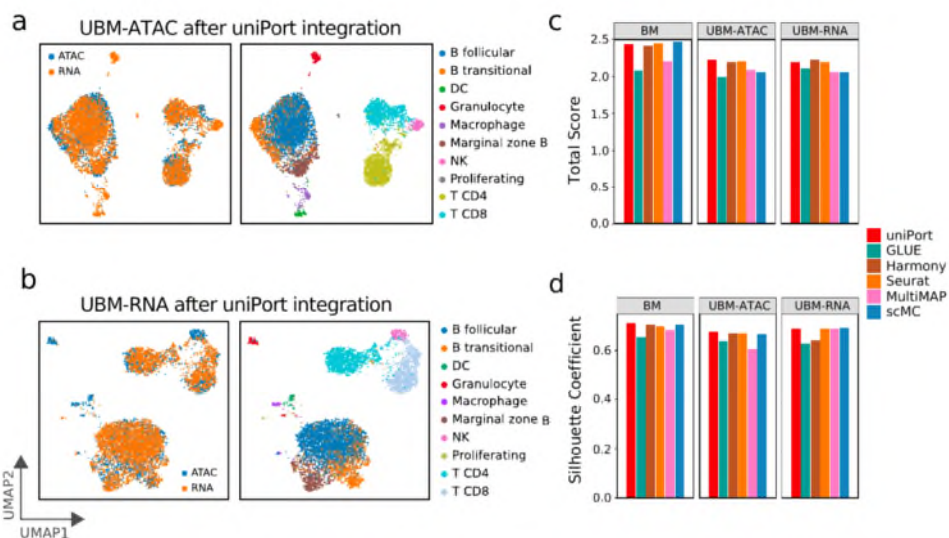 a
UBM-ATAC after uniPort integration
ATAC
RNA
B follicular
B transitional
DC
Granulocyte
Macrophage
Marginal zone B
NK
Proliferating
T CD4
T CD8
b
UBM-RNA after uniPort integration
ATAC
RNA
B follicular
B transitional
DC
Granulocyte
Macrophage
Marginal zone B
NK
Proliferating
T CD4
T CD8
UMAP2
UMAP1
c
BM
UBM-ATAC
UBM-RNA
Total Score
2.5
2.0
1.5
1.0
0.5
0.0
uniPort
GLUE
Harmony
Seurat
MultiMAP
scMC
d
BM
UBM-ATAC
UBM-RNA
Silhouette Coefficient
0.6
0.4
0.2
0.0